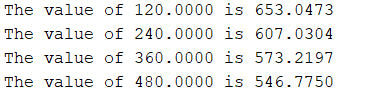 The value of 120.0000 is 653.0473
The value of 240.0000 is 607.0304
The value of 360.0000 is 573.2197
The value of 480.0000 is 546.7750